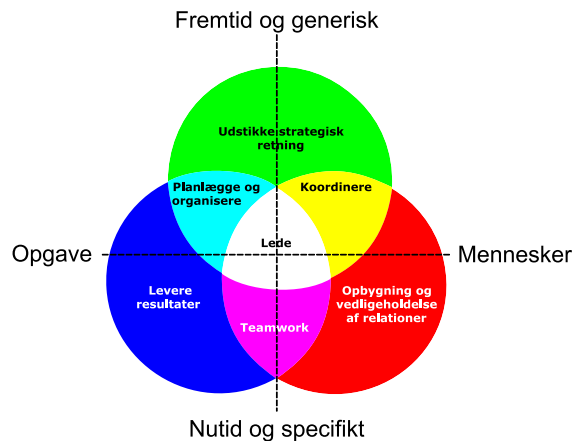 Fremtid og generisk
Udstikke strategisk
retning
Planlægge og
organisere
Koordinere
Lede
Opgave
Mennesker
Levere
resultater
Opbygning og
vedligeholdelse
af relationer
Teamwork
Nutid og specifikt